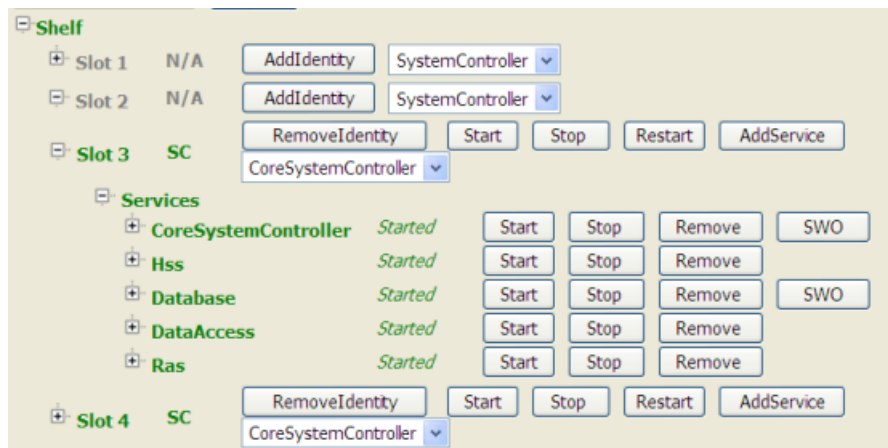 Shelf
Slot 1 N/A AddIdentity SystemController
Slot 2 N/A AddIdentity SystemController
RemoveIdentity Start Stop Restart AddService
Slot 3 SC
CoreSystemController
Services
CoreSystemController Started Start Stop Remove SWO
Hss Started Start Stop Remove
Database Started Start Stop Remove SWO
DataAccess Started Start Stop Remove
Ras Started Start Stop Remove
RemoveIdentity Start Stop Restart AddService
Slot 4 SC
CoreSystemController